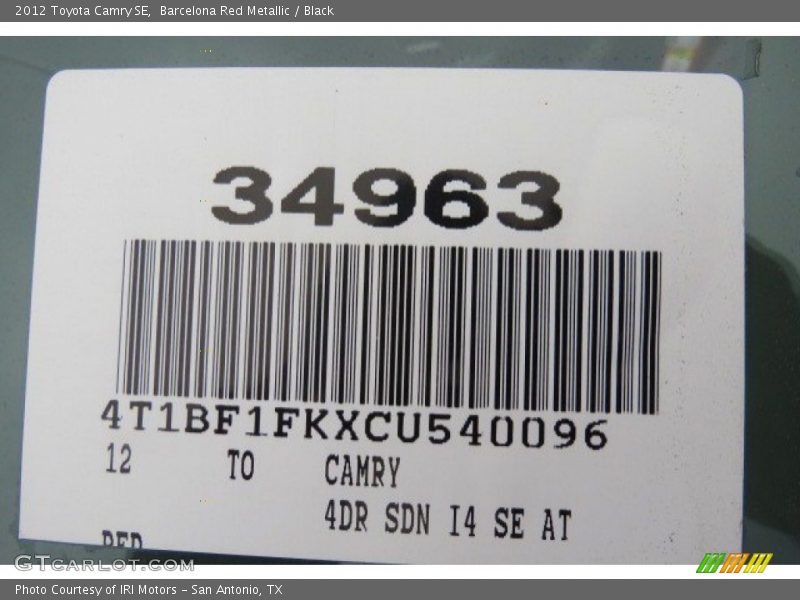 2012 Toyota Camry SE, Barcelona Red Metallic / Black
34963
4T1BF1FKXCU540096
12 TO CAMRY
4DR SDN I4 SE AT
RED
GTcarlot.com
Photo Courtesy of IRI Motors - San Antonio, TX